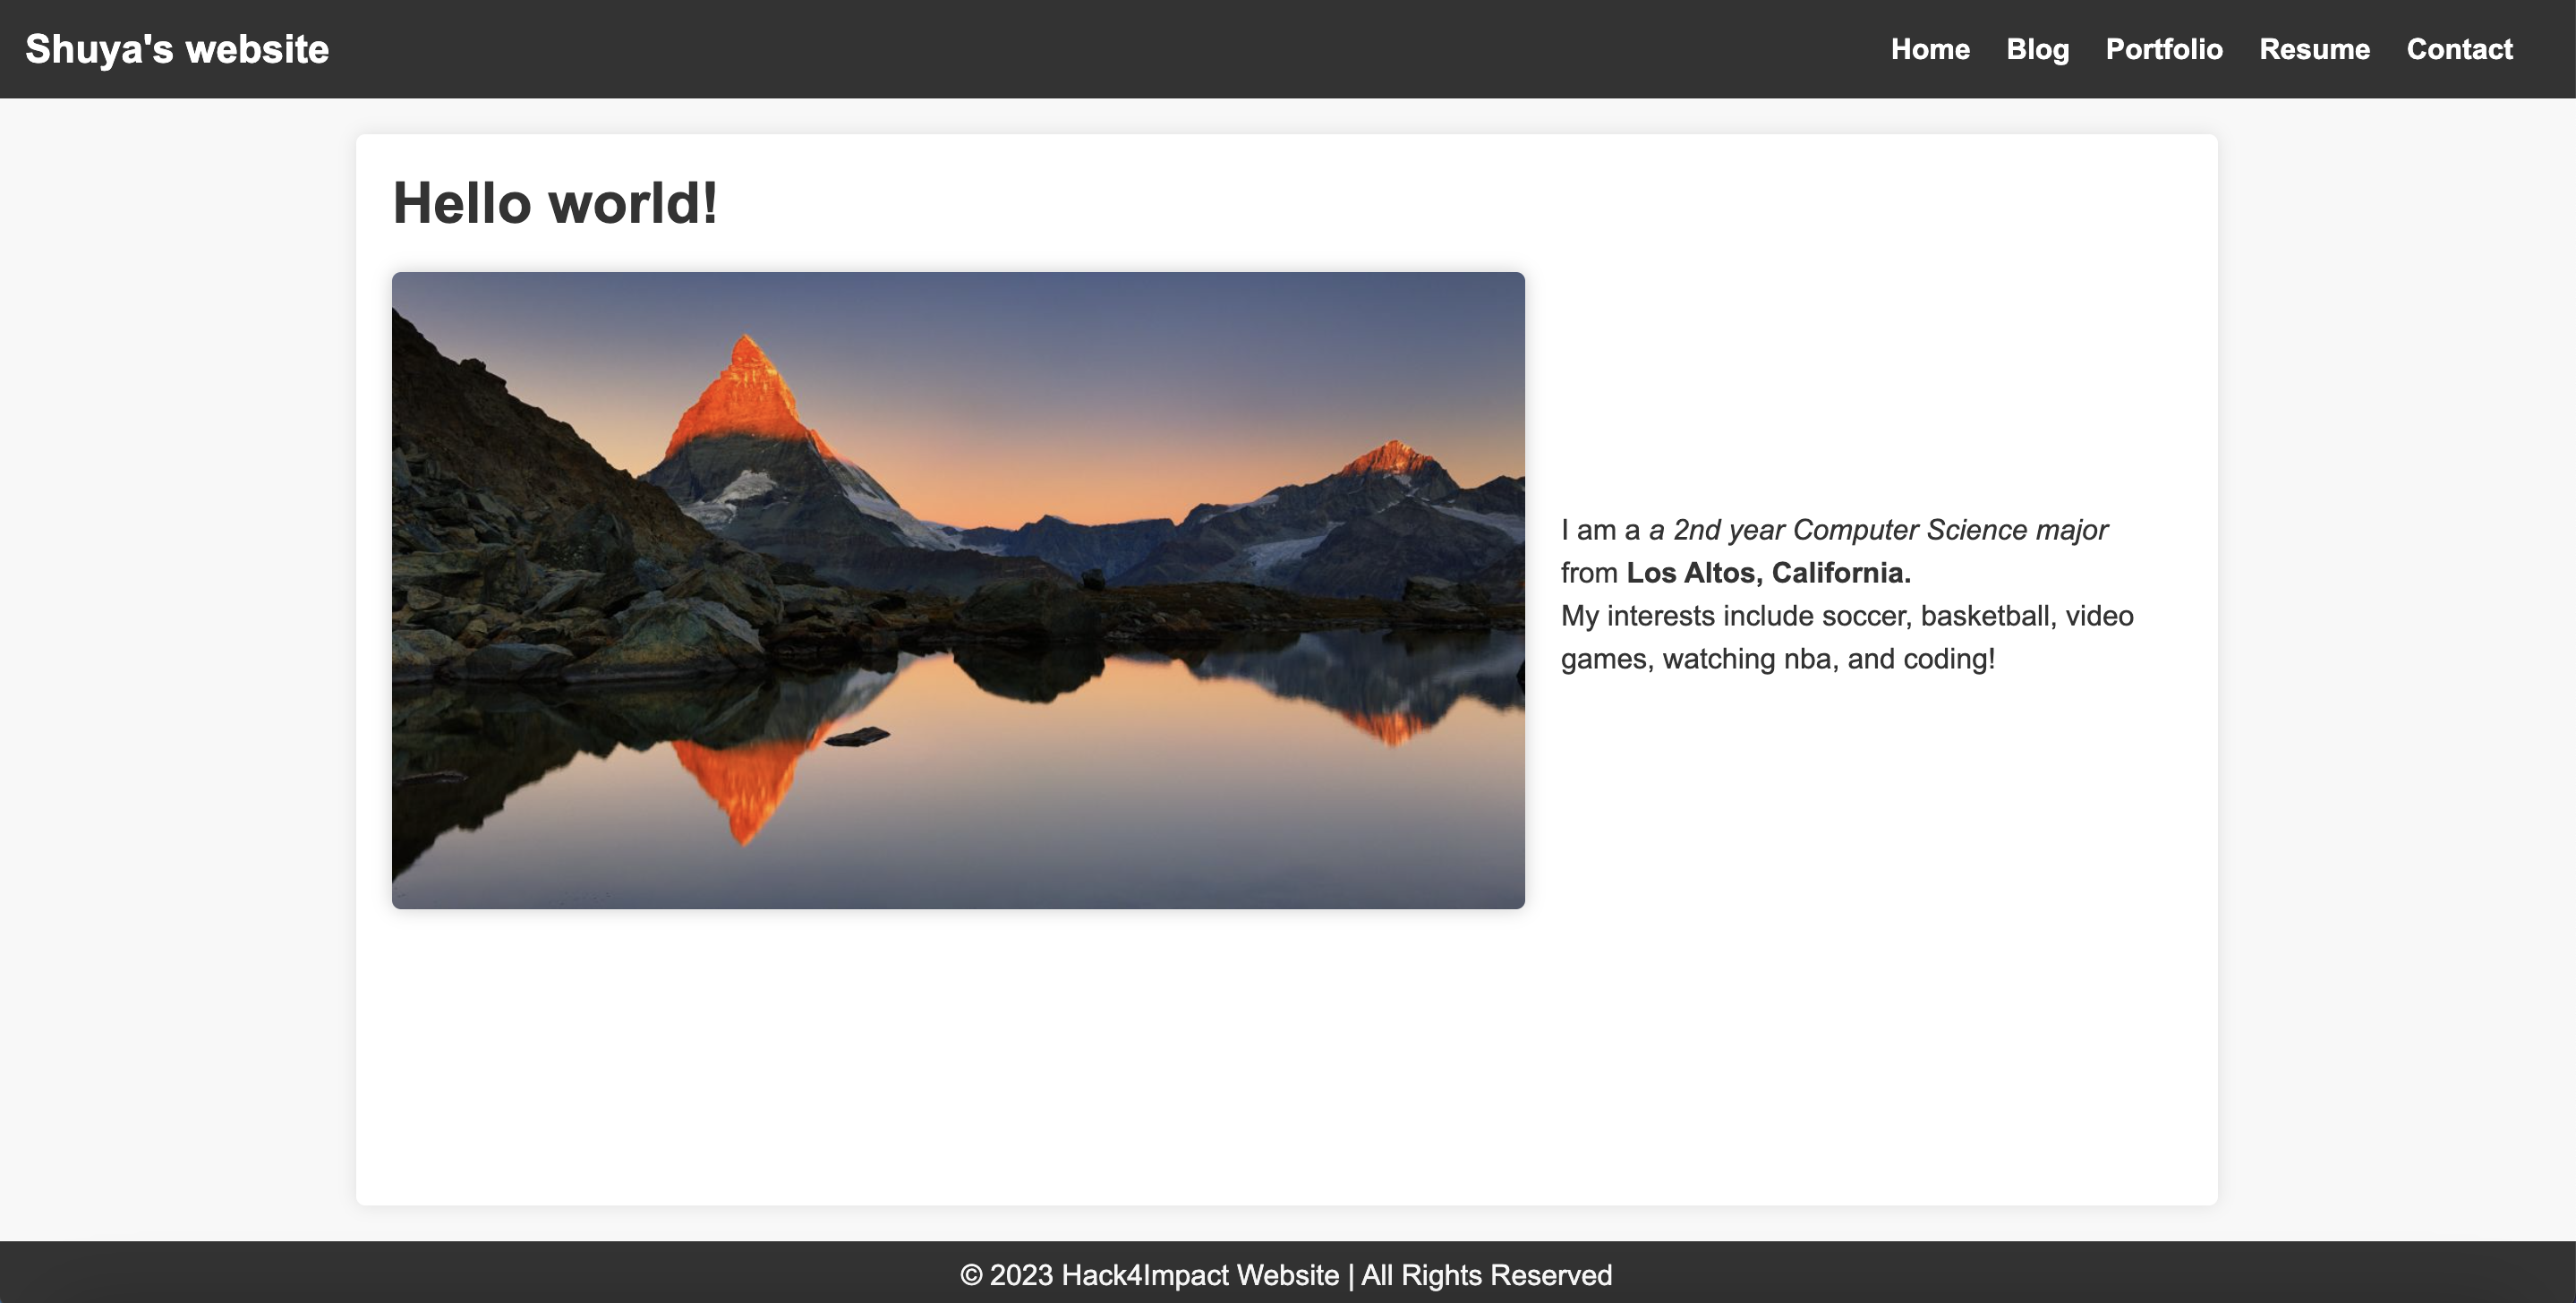 Shuya's website
Home Blog Portfolio Resume Contact
Hello world!
I am a a 2nd year Computer Science major
from Los Altos, California.
My interests include soccer, basketball, video
games, watching nba, and coding!
© 2023 Hack4Impact Website | All Rights Reserved